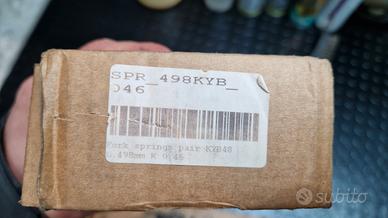 SPR_498KYB_
046
Fork springs pair KYB48
L.498mm K 0.46
subito